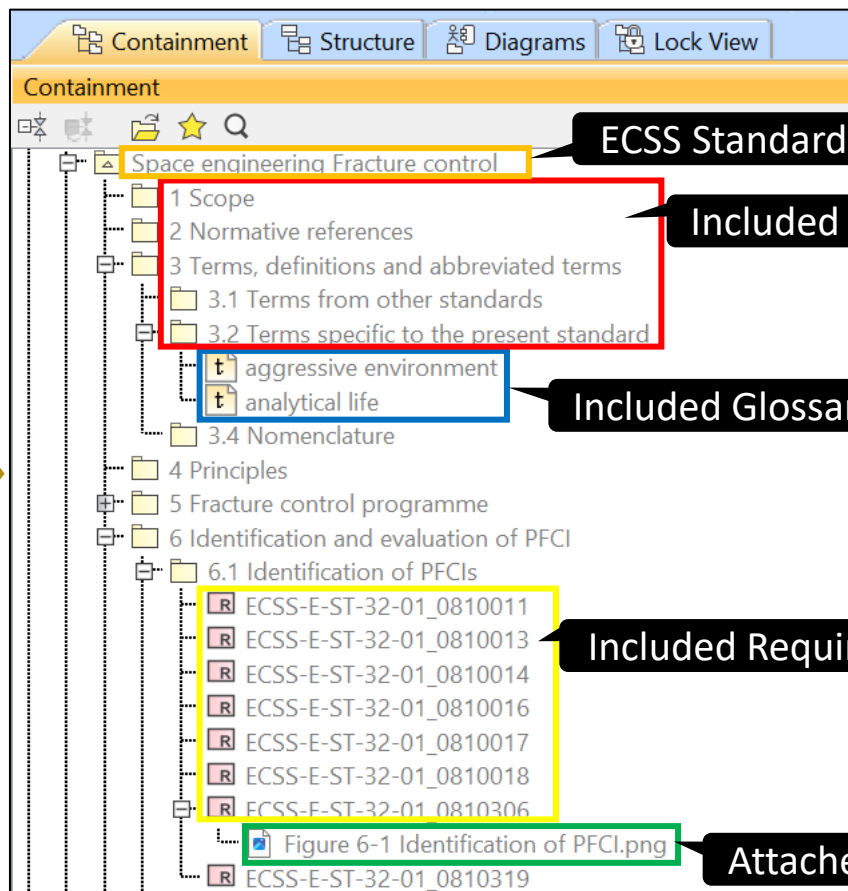 Containment Structure Diagrams Lock View
Containment
ECSS Standard
Space engineering Fracture control
1 Scope
Included
2 Normative references
3 Terms, definitions and abbreviated terms
3.1 Terms from other standards
3.2 Terms specific to the present standard
t aggressive environment
Included Glossar
t analytical life
3.4 Nomenclature
4 Principles
5 Fracture control programme
6 Identification and evaluation of PFCI
6.1 Identification of PFCIs
R ECSS-E-ST-32-01_0810011
R ECSS-E-ST-32-01_0810013
Included Requir
R ECSS-E-ST-32-01_0810014
R ECSS-E-ST-32-01_0810016
R ECSS-E-ST-32-01_0810017
R ECSS-E-ST-32-01_0810018
R ECSS-E-ST-32-01_0810306
Figure 6-1 Identification of PFCI.png
Attache
R ECSS-E-ST-32-01_0810319